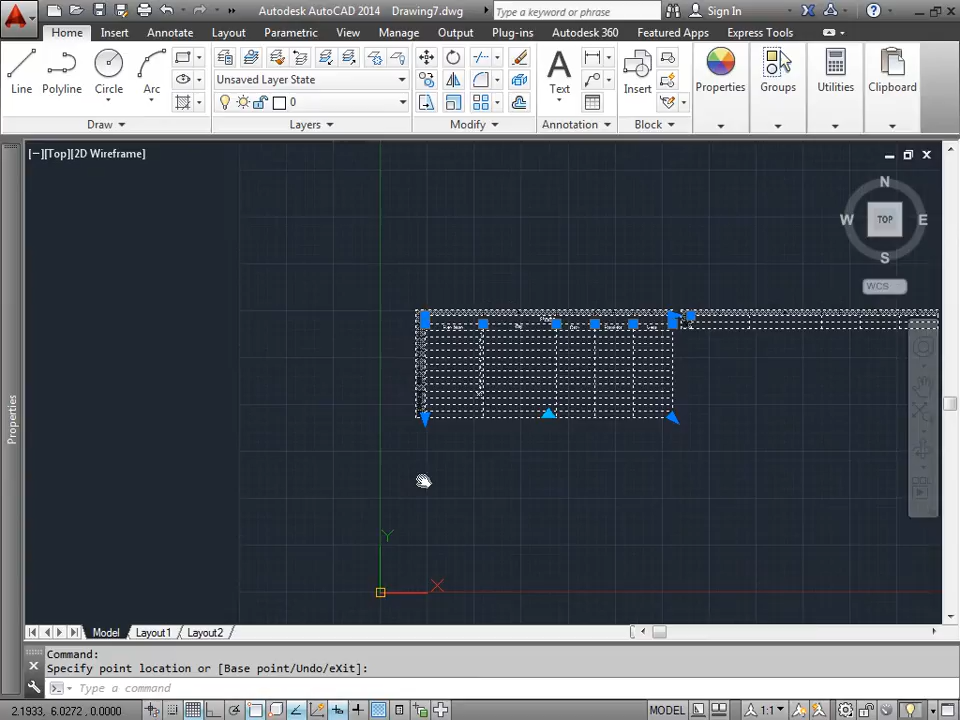 Autodesk AutoCAD 2014 Drawing7.dwg
Type a keyword or phrase
Sign In
Home Insert Annotate Layout Parametric View Manage Output Plug-ins Autodesk 360 Featured Apps Express Tools
Unsaved Layer State
Line Polyline Circle Arc
0
Text Insert
Properties Groups Utilities Clipboard
Draw Layers Modify Annotation Block
[−][Top][2D Wireframe]
N
W TOP E
S
WCS
Properties
Y
X
Model Layout1 Layout2
Command:
Specify point location or [Base point/Undo/eXit]:
Type a command
2.1933, 6.0272, 0.0000
MODEL
1:1